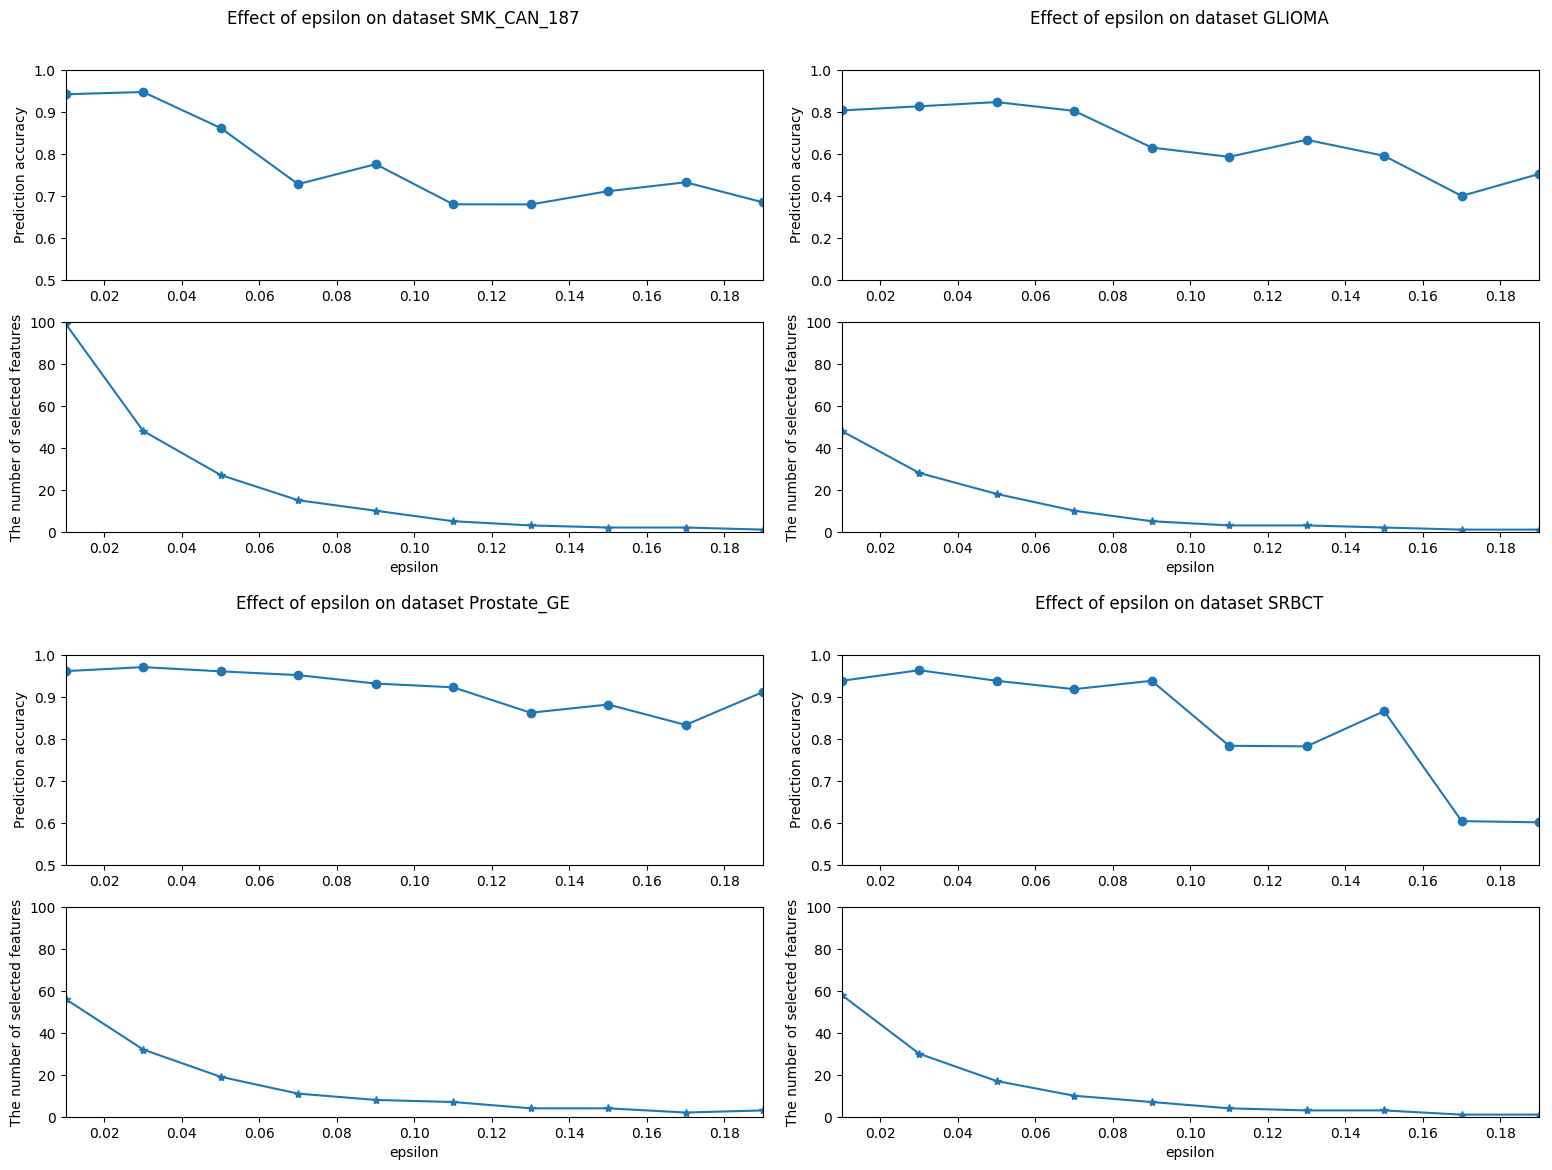 Effect of epsilon on dataset SMK_CAN_187
Prediction accuracy
1.0
0.9
0.8
0.7
0.6
0.5
0.02 0.04 0.06 0.08 0.10 0.12 0.14 0.16 0.18
The number of selected features
100
80
60
40
20
0
0.02 0.04 0.06 0.08 0.10 0.12 0.14 0.16 0.18
epsilon
Effect of epsilon on dataset GLIOMA
Prediction accuracy
1.0
0.8
0.6
0.4
0.2
0.0
0.02 0.04 0.06 0.08 0.10 0.12 0.14 0.16 0.18
The number of selected features
100
80
60
40
20
0
0.02 0.04 0.06 0.08 0.10 0.12 0.14 0.16 0.18
epsilon
Effect of epsilon on dataset Prostate_GE
Prediction accuracy
1.0
0.9
0.8
0.7
0.6
0.5
0.02 0.04 0.06 0.08 0.10 0.12 0.14 0.16 0.18
The number of selected features
100
80
60
40
20
0
0.02 0.04 0.06 0.08 0.10 0.12 0.14 0.16 0.18
epsilon
Effect of epsilon on dataset SRBCT
Prediction accuracy
1.0
0.9
0.8
0.7
0.6
0.5
0.02 0.04 0.06 0.08 0.10 0.12 0.14 0.16 0.18
The number of selected features
100
80
60
40
20
0
0.02 0.04 0.06 0.08 0.10 0.12 0.14 0.16 0.18
epsilon